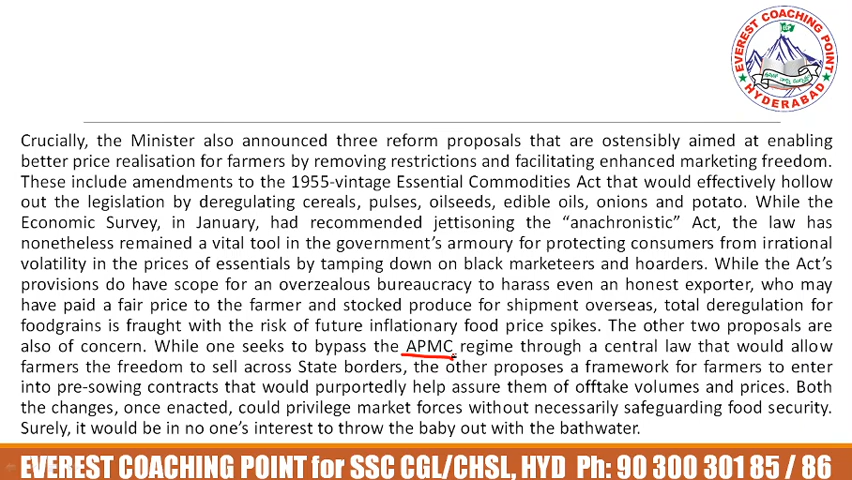 EVEREST COACHING POINT
HYDERABAD
Crucially, the Minister also announced three reform proposals that are ostensibly aimed at enabling
better price realisation for farmers by removing restrictions and facilitating enhanced marketing freedom.
These include amendments to the 1955-vintage Essential Commodities Act that would effectively hollow
out the legislation by deregulating cereals, pulses, oilseeds, edible oils, onions and potato. While the
Economic Survey, in January, had recommended jettisoning the “anachronistic” Act, the law has
nonetheless remained a vital tool in the government’s armoury for protecting consumers from irrational
volatility in the prices of essentials by tamping down on black marketeers and hoarders. While the Act’s
provisions do have scope for an overzealous bureaucracy to harass even an honest exporter, who may
have paid a fair price to the farmer and stocked produce for shipment overseas, total deregulation for
foodgrains is fraught with the risk of future inflationary food price spikes. The other two proposals are
also of concern. While one seeks to bypass the APMC regime through a central law that would allow
farmers the freedom to sell across State borders, the other proposes a framework for farmers to enter
into pre-sowing contracts that would purportedly help assure them of offtake volumes and prices. Both
the changes, once enacted, could privilege market forces without necessarily safeguarding food security.
Surely, it would be in no one’s interest to throw the baby out with the bathwater.
EVEREST COACHING POINT for SSC CGL/CHSL, HYD Ph: 90 300 301 85 / 86